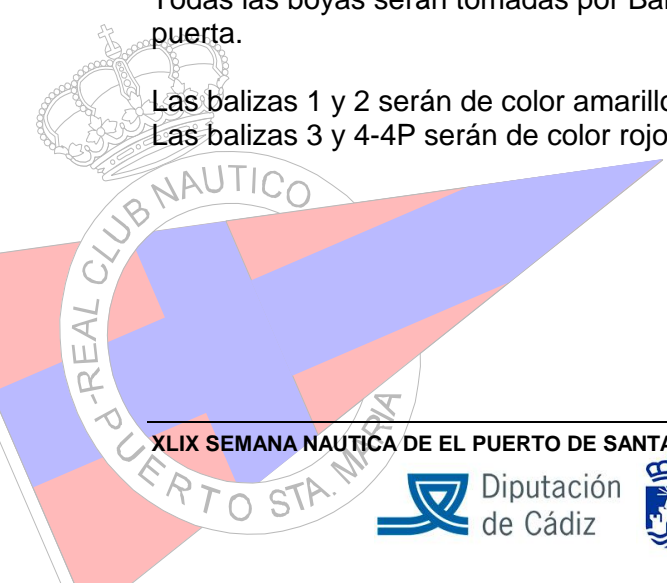 puerta.
Las balizas 1 y 2 serán de color amarillo
Las balizas 3 y 4-4P serán de color rojo
-REAL CLUB NAUTICO
PUERTO STA. MARIA
XLIX SEMANA NAUTICA DE EL PUERTO DE SANTA
Diputación
de Cádiz